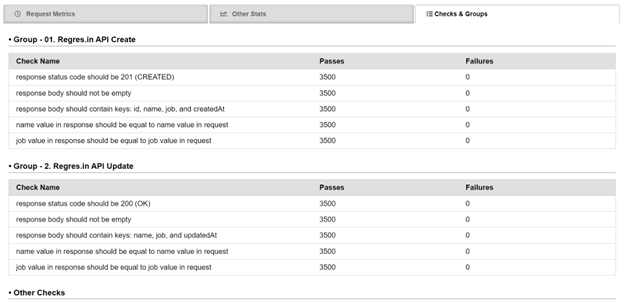 Request Metrics Other Stats Checks & Groups
• Group - 01. Regres.in API Create
Check Name Passes Failures
response status code should be 201 (CREATED) 3500 0
response body should not be empty 3500 0
response body should contain keys: id, name, job, and createdAt 3500 0
name value in response should be equal to name value in request 3500 0
job value in response should be equal to job value in request 3500 0
• Group - 2. Regres.in API Update
Check Name Passes Failures
response status code should be 200 (OK) 3500 0
response body should not be empty 3500 0
response body should contain keys: name, job, and updatedAt 3500 0
name value in response should be equal to name value in request 3500 0
job value in response should be equal to job value in request 3500 0
• Other Checks